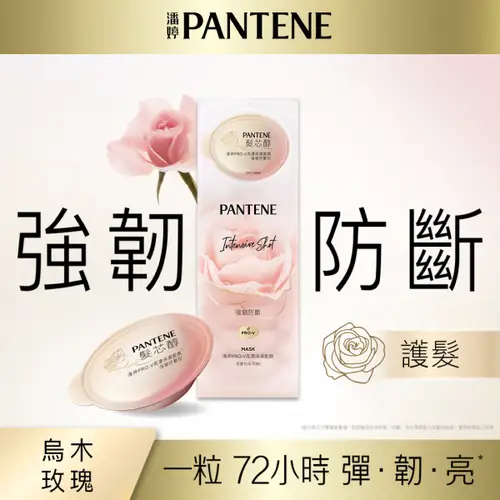 潘婷 PANTENE
強韌 防斷
PANTENE
髮芯醇
PANTENE
Intensive Shot
強韌防斷
PRO-V
MASK
PANTENE
髮芯醇
護髮
烏木
玫瑰
一粒 72小時 彈·韌·亮*